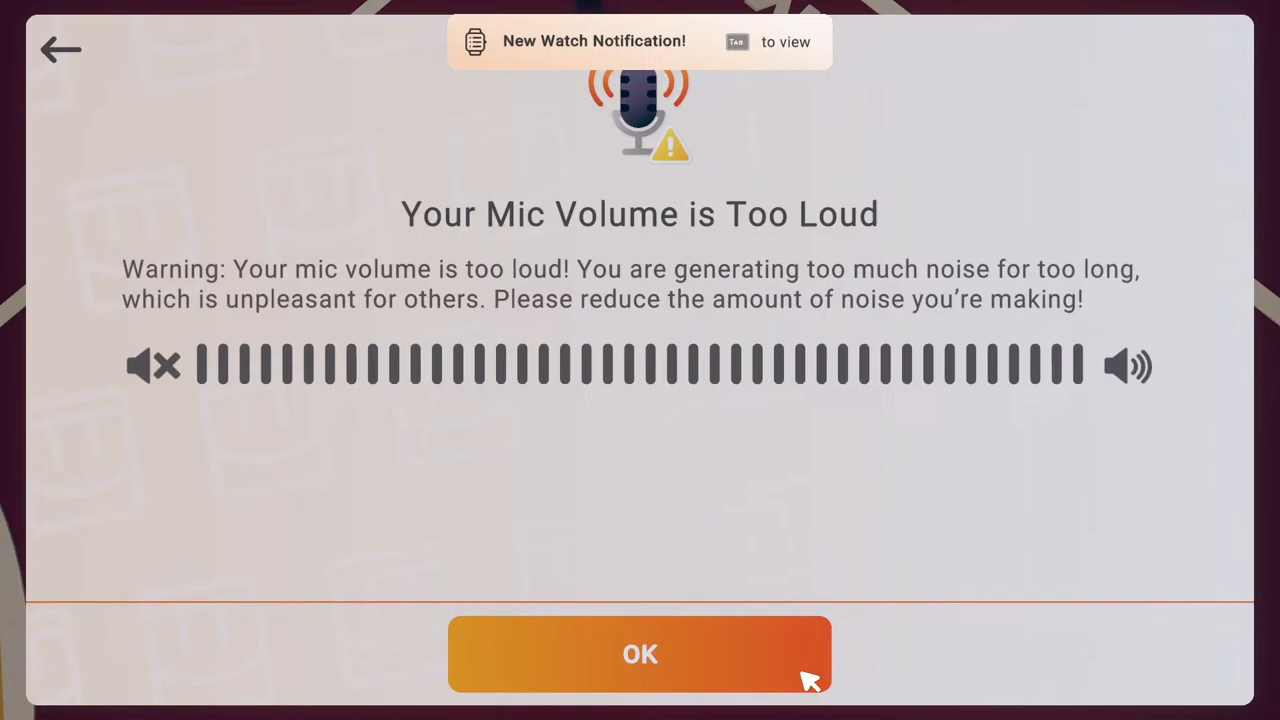 New Watch Notification! TAB to view
Your Mic Volume is Too Loud
Warning: Your mic volume is too loud! You are generating too much noise for too long,
which is unpleasant for others. Please reduce the amount of noise you’re making!
OK